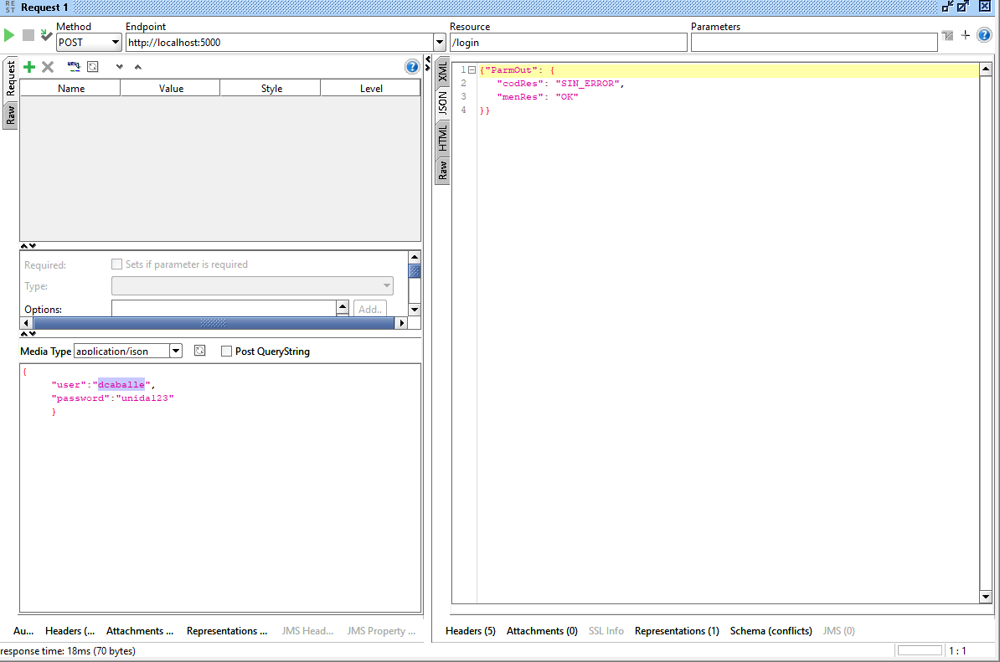 RE
ST
Request 1
Method
Endpoint
Resource
Parameters
POST
http://localhost:5000
/login
Request
Raw
URL
Name
Value
Style
Level
Required:
Sets if parameter is required
Type:
Options:
Add..
Media Type
application/json
Post QueryString
{
"user":"dcaballe",
"password":"unida123"
}
Au...
Headers (...
Attachments ...
Representations ...
JMS Head...
JMS Property ...
XML
JSON
HTML
Raw
1 {"ParmOut": {
2 "codRes": "SIN_ERROR",
3 "menRes": "OK"
4 }}
Headers (5)
Attachments (0)
SSL Info
Representations (1)
Schema (conflicts)
JMS (0)
response time: 18ms (70 bytes)
1 : 1